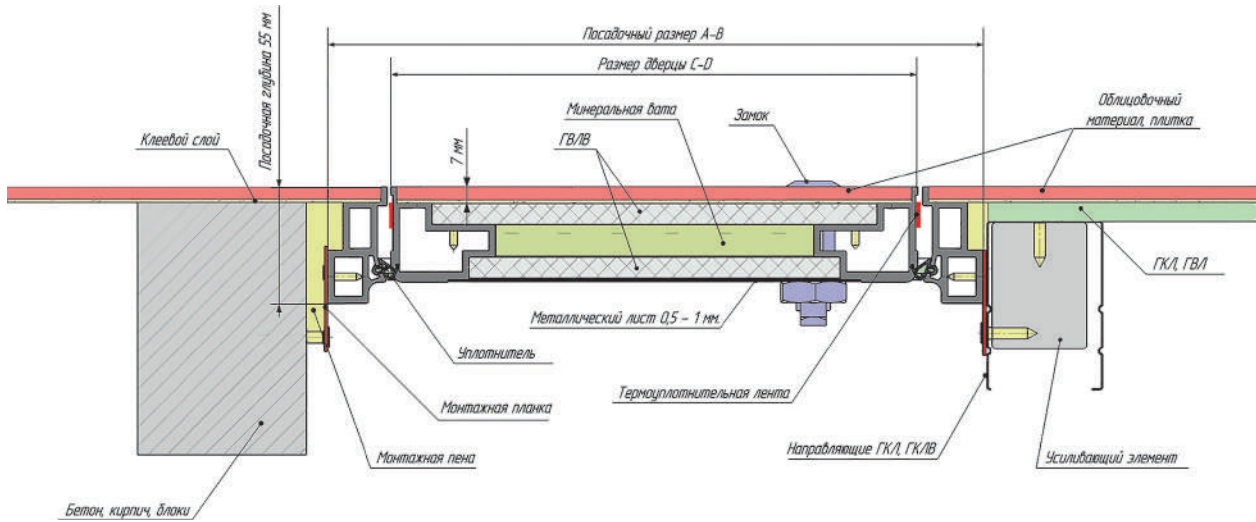 Посадочная глубина 55 мм
Посадочный размер А-В
Размер дверцы С-D
Минеральная вата
Замок
Облицовочный
материал, плитка
Клеевой слой
ГВЛВ
7 мм
ГКЛ, ГВЛ
Металлический лист 0,5 - 1 мм.
Уплотнитель
Термоуплотнительная лента
Монтажная планка
Монтажная пена
Направляющие ГКЛ, ГКЛВ
Усиливающий элемент
Бетон, кирпич, блоки